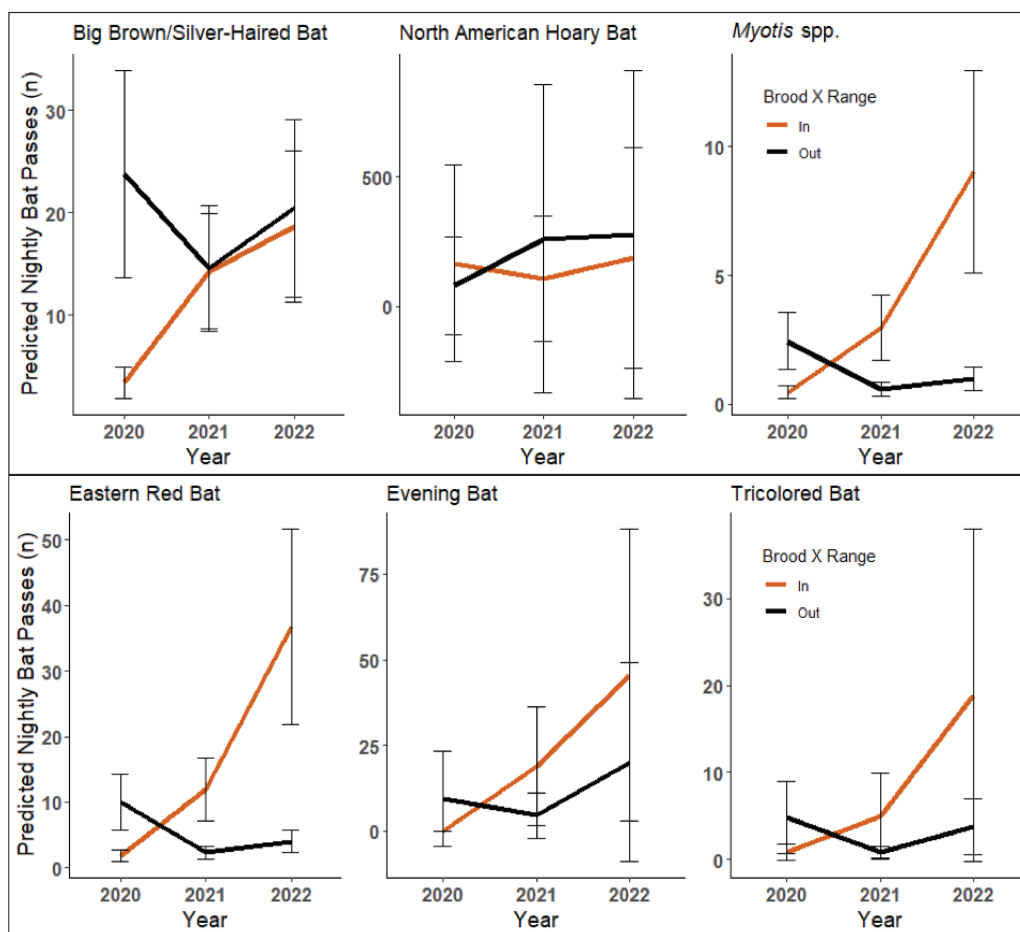 Big Brown/Silver-Haired Bat
North American Hoary Bat
Myotis spp.
Predicted Nightly Bat Passes (n)
30
20
10
500
0
10
5
0
Brood X Range
In
Out
2020 2021 2022
2020 2021 2022
2020 2021 2022
Year
Year
Year
Eastern Red Bat
Evening Bat
Tricolored Bat
Predicted Nightly Bat Passes (n)
50
40
30
20
10
0
75
50
25
0
30
20
10
0
Brood X Range
In
Out
2020 2021 2022
2020 2021 2022
2020 2021 2022
Year
Year
Year